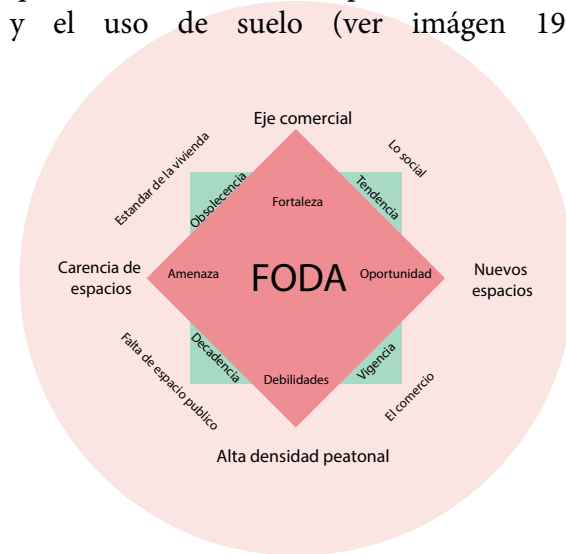 y el uso de suelo (ver imágen 19
Eje comercial
Estandar de la vivienda
Lo social
Obsolecencia
Tendencia
Fortaleza
Carencia de
espacios
Amenaza
FODA
Oportunidad
Nuevos
espacios
Decadencia
Vigencia
Falta de espacio publico
Debilidades
El comercio
Alta densidad peatonal